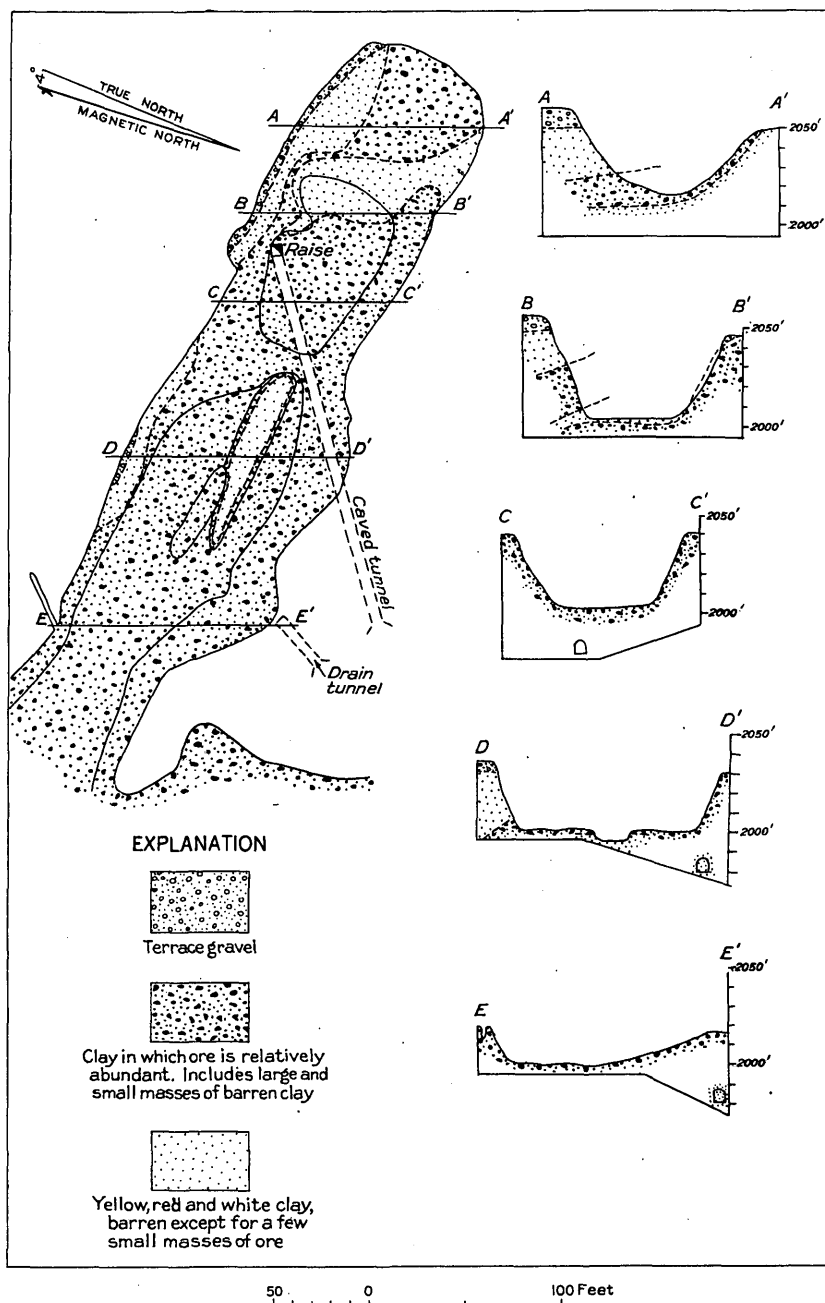 4°
TRUE NORTH
MAGNETIC NORTH
A A'
B B'
Raise
C C'
D D'
Caved tunnel
E E'
Drain
tunnel
A A'
2050'
2000'
B B'
2050'
2000'
C C'
2050'
2000'
D D'
2050'
2000'
E E'
2050'
2000'
EXPLANATION
Terrace gravel
Clay in which ore is relatively
abundant. Includes large and
small masses of barren clay
Yellow, red and white clay,
barren except for a few
small masses of ore
50 0 100 Feet